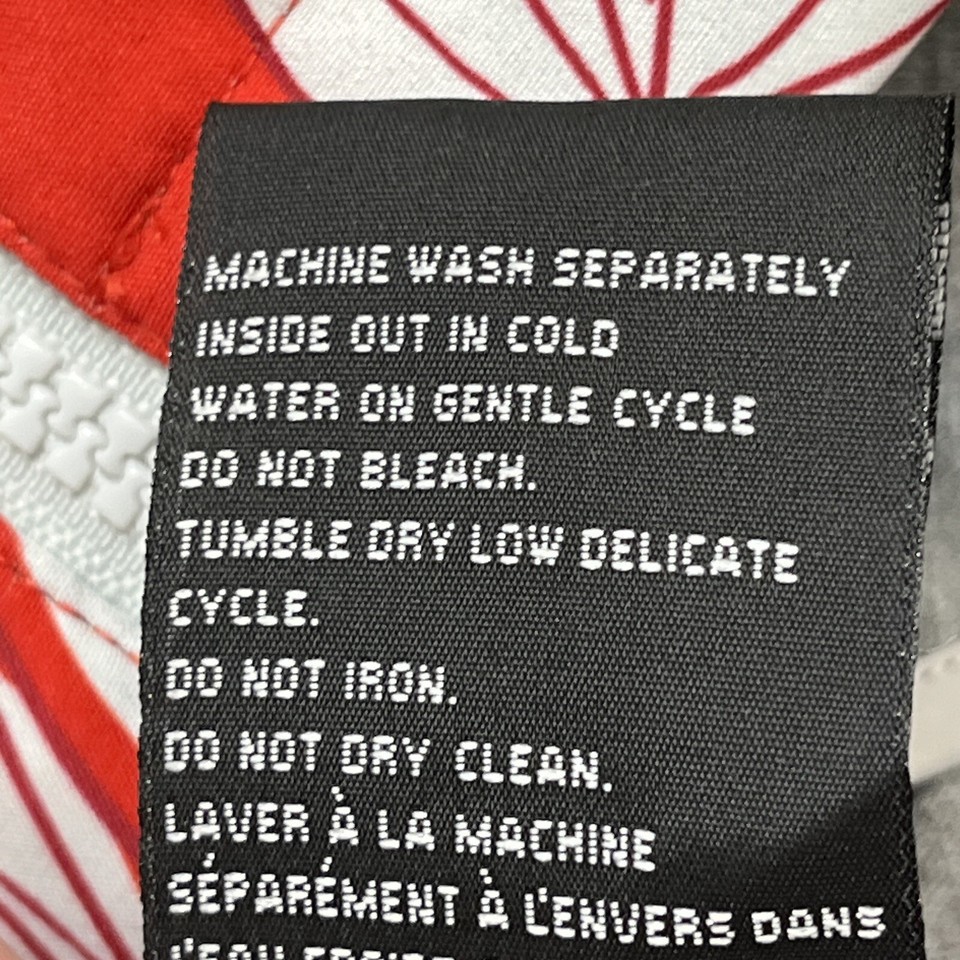 MACHINE WASH SEPARATELY
INSIDE OUT IN COLD
WATER ON GENTLE CYCLE
DO NOT BLEACH.
TUMBLE DRY LOW DELICATE
CYCLE.
DO NOT IRON.
DO NOT DRY CLEAN.
LAVER À LA MACHINE
SÉPARÉMENT À L'ENVERS DANS
L'EAU